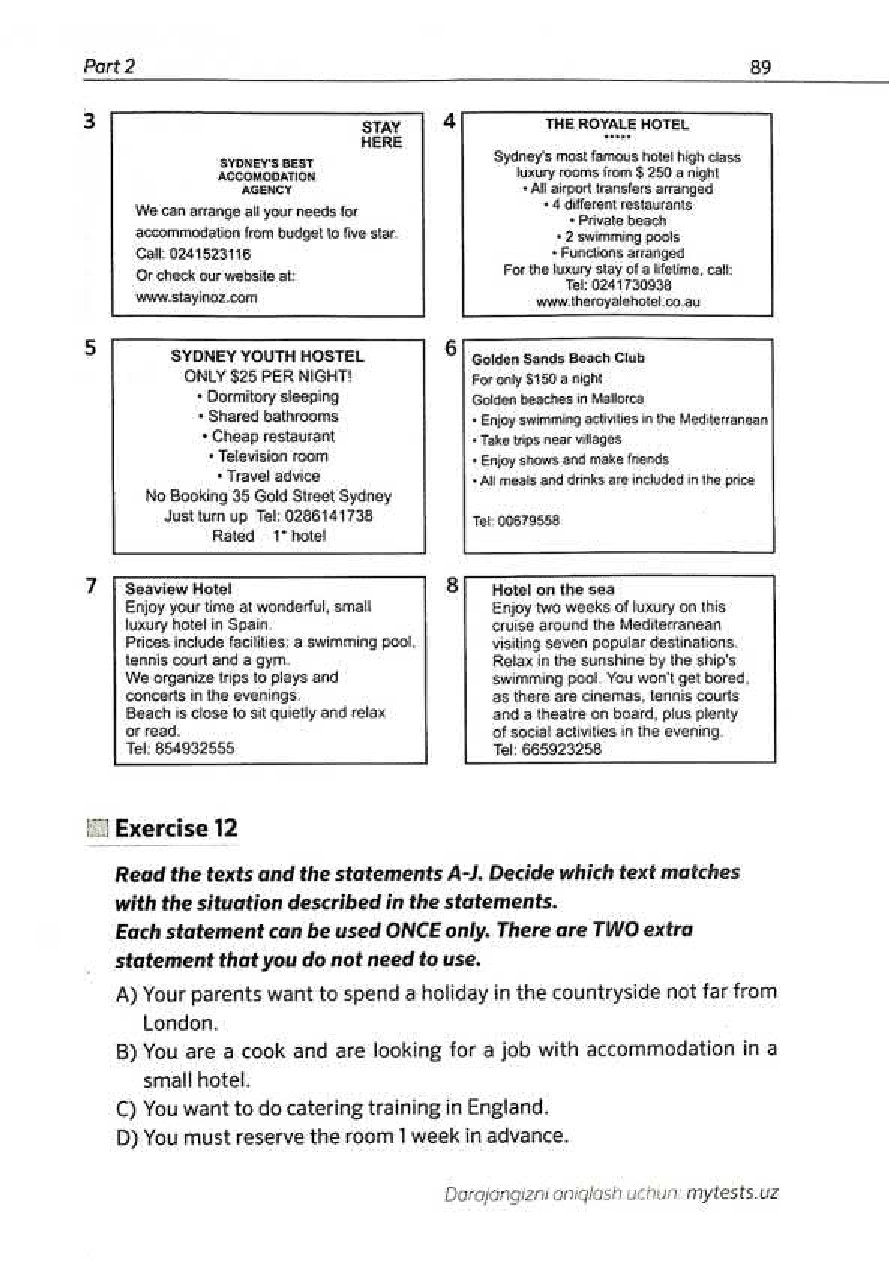 Part 2 89
3
STAY
HERE
SYDNEY'S BEST
ACCOMODATION
AGENCY
We can arrange all your needs for
accommodation from budget to five star.
Call: 0241523116
Or check our website at:
www.stayinoz.com
4
THE ROYALE HOTEL
*****
Sydney's most famous hotel high class
luxury rooms from $ 250 a night
• All airport transfers arranged
• 4 different restaurants
• Private beach
• 2 swimming pools
• Functions arranged
For the luxury stay of a lifetime, call:
Tel: 0241730938
www.theroyalehotel.co.au
5
SYDNEY YOUTH HOSTEL
ONLY $25 PER NIGHT!
• Dormitory sleeping
• Shared bathrooms
• Cheap restaurant
• Television room
• Travel advice
No Booking 35 Gold Street Sydney
Just turn up Tel: 0286141738
Rated 1* hotel
6
Golden Sands Beach Club
For only $150 a night
Golden beaches in Mallorca
• Enjoy swimming activities in the Mediterranean
• Take trips near villages
• Enjoy shows and make friends
• All meals and drinks are included in the price
Tel: 00679558
7
Seaview Hotel
Enjoy your time at wonderful, small
luxury hotel in Spain.
Prices include facilities: a swimming pool,
tennis court and a gym.
We organize trips to plays and
concerts in the evenings.
Beach is close to sit quietly and relax
or read.
Tel: 854932555
8
Hotel on the sea
Enjoy two weeks of luxury on this
cruise around the Mediterranean
visiting seven popular destinations.
Relax in the sunshine by the ship's
swimming pool. You won't get bored,
as there are cinemas, tennis courts
and a theatre on board, plus plenty
of social activities in the evening.
Tel: 665923258
Exercise 12
Read the texts and the statements A-J. Decide which text matches
with the situation described in the statements.
Each statement can be used ONCE only. There are TWO extra
statement that you do not need to use.
A) Your parents want to spend a holiday in the countryside not far from
London.
B) You are a cook and are looking for a job with accommodation in a
small hotel.
C) You want to do catering training in England.
D) You must reserve the room 1 week in advance.
Darajangizni aniqlash uchun: mytests.uz